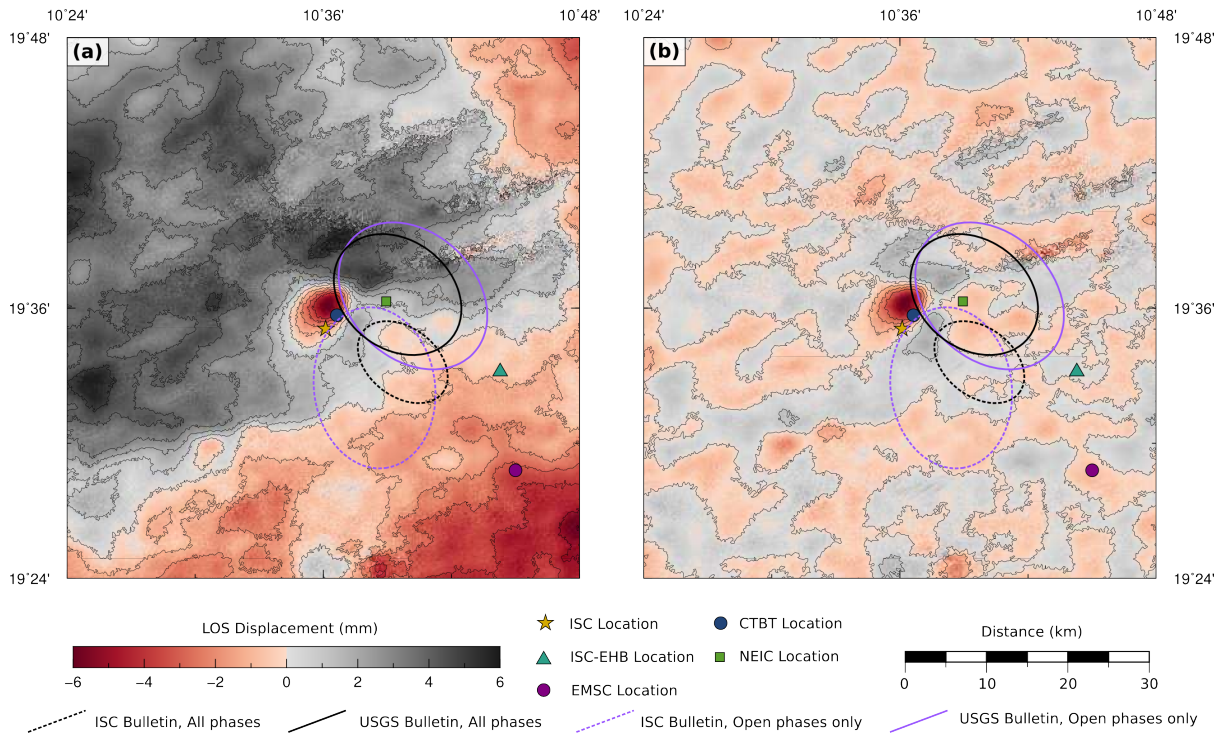 10˚24' 10˚36' 10˚48' 10˚24' 10˚36' 10˚48'
19˚48' (a) (b) 19˚48'
19˚36' 19˚36'
19˚24' 19˚24'
LOS Displacement (mm)
−6 −4 −2 0 2 4 6
ISC Location CTBT Location
ISC-EHB Location NEIC Location
EMSC Location
Distance (km)
0 10 20 30
ISC Bulletin, All phases USGS Bulletin, All phases ISC Bulletin, Open phases only USGS Bulletin, Open phases only